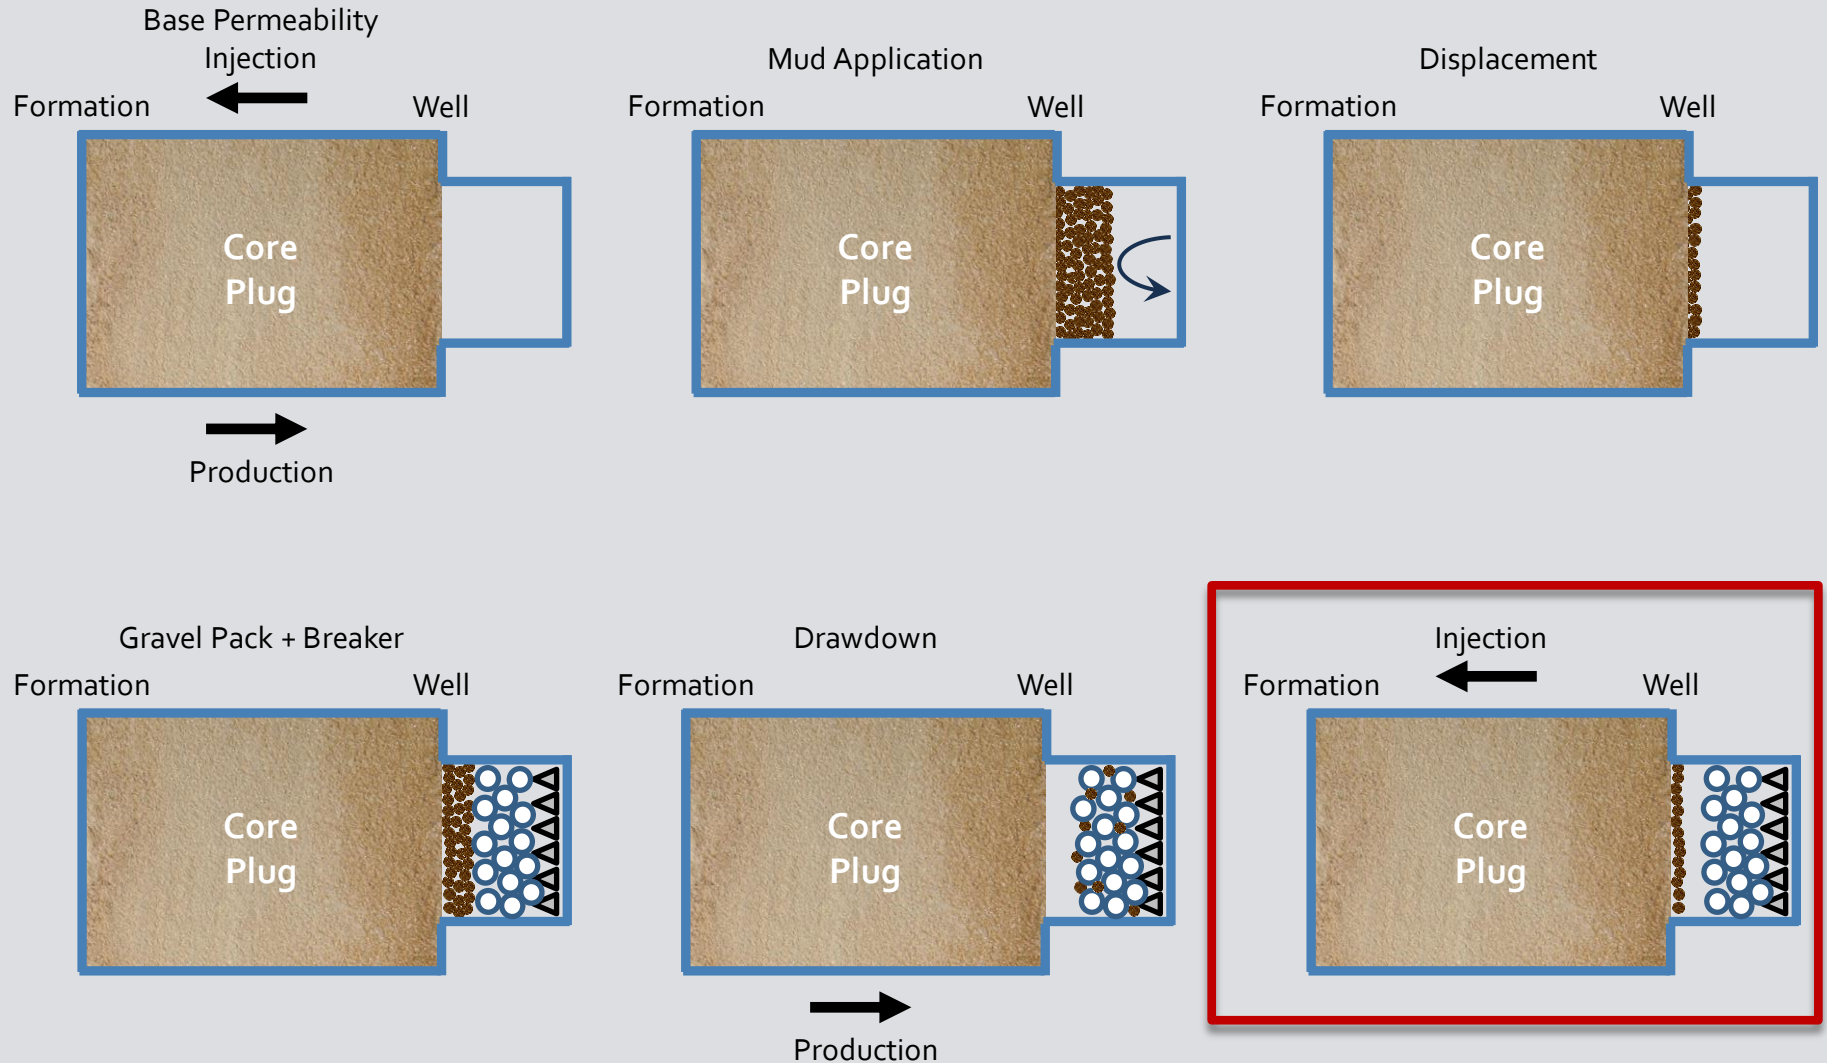 Base Permeability
Injection
Formation
Well
Core
Plug
Production
Mud Application
Formation
Well
Core
Plug
Displacement
Formation
Well
Core
Plug
Gravel Pack + Breaker
Formation
Well
Core
Plug
Drawdown
Formation
Well
Core
Plug
Production
Injection
Formation
Well
Core
Plug